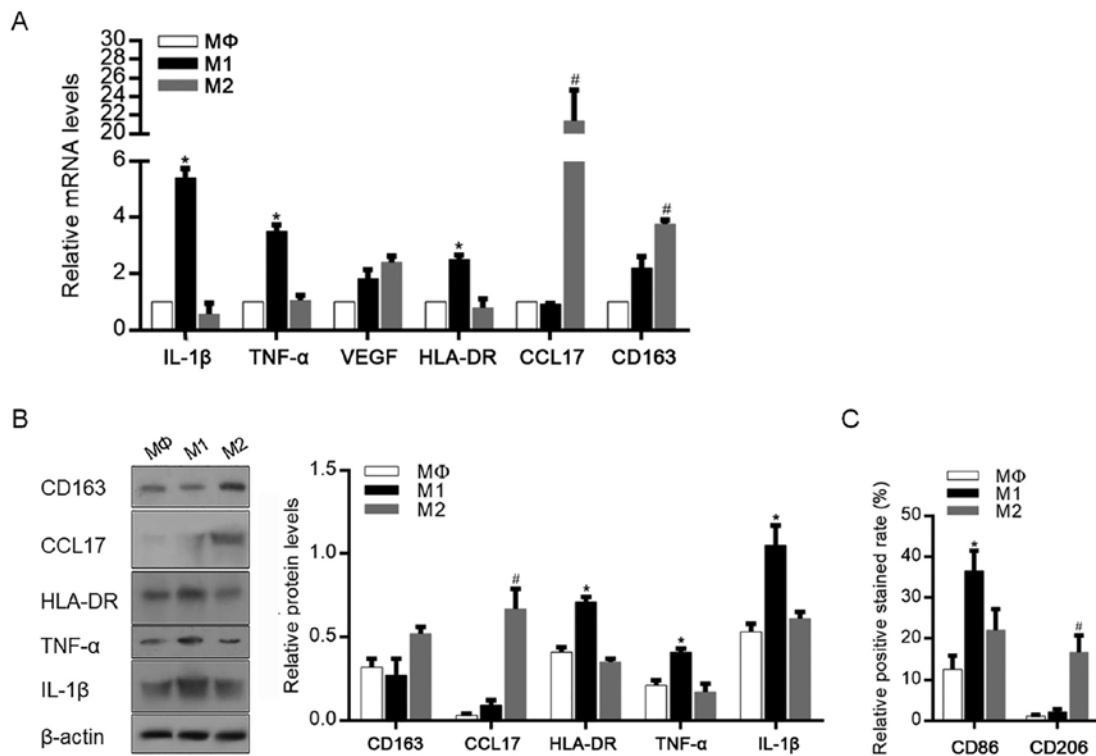 A
MΦ
M1
M2
Relative mRNA levels
30
28
26
24
22
20
6
4
2
0
*
*
*
#
#
IL-1β TNF-α VEGF HLA-DR CCL17 CD163
B
MΦ M1 M2
CD163
CCL17
HLA-DR
TNF-α
IL-1β
β-actin
MΦ
M1
M2
Relative protein levels
1.5
1.0
0.5
0.0
#
*
*
*
CD163 CCL17 HLA-DR TNF-α IL-1β
C
MΦ
M1
M2
Relative positive stained rate (%)
50
40
30
20
10
0
*
#
CD86 CD206